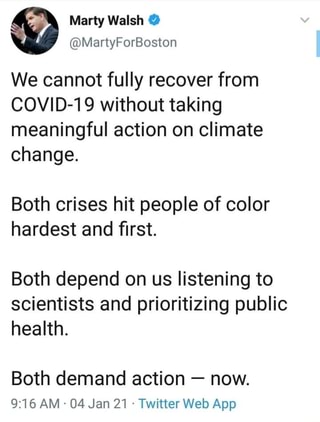 Marty Walsh
@MartyForBoston
We cannot fully recover from
COVID-19 without taking
meaningful action on climate
change.
Both crises hit people of color
hardest and first.
Both depend on us listening to
scientists and prioritizing public
health.
Both demand action — now.
9:16 AM · 04 Jan 21 · Twitter Web App